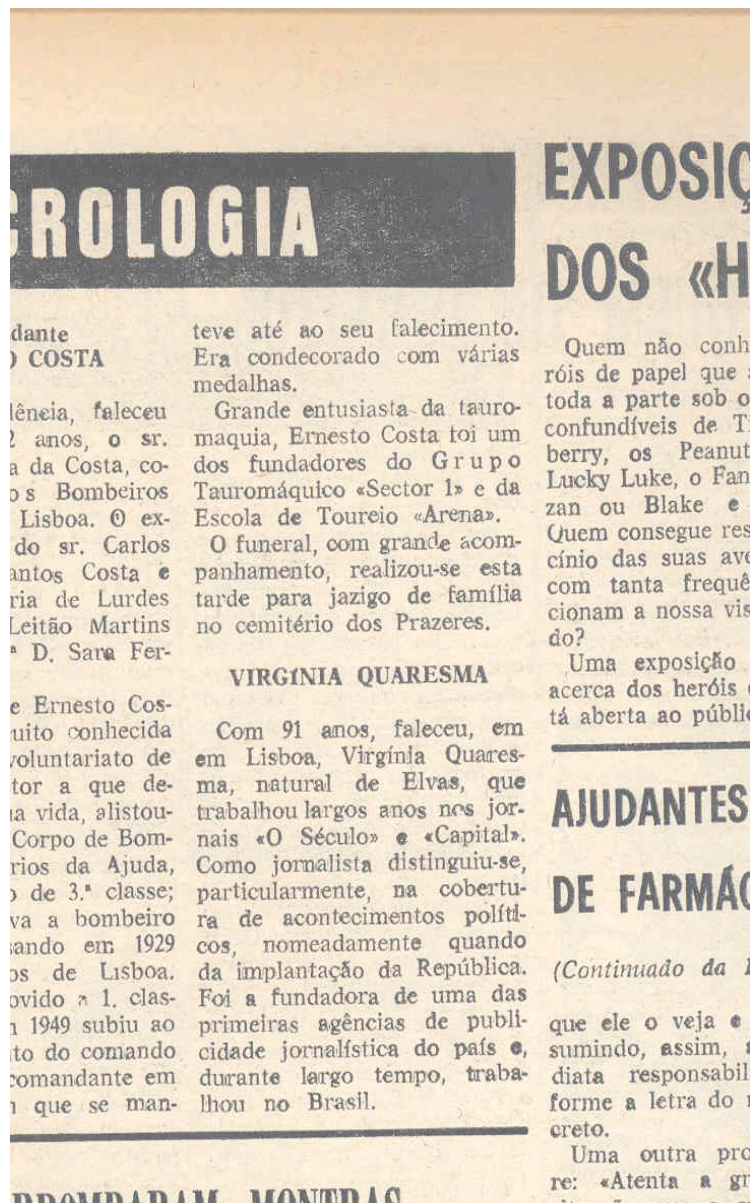 CROLOGIA
dante
O COSTA
dência, faleceu
2 anos, o sr.
a da Costa, co-
os Bombeiros
Lisboa. O ex-
do sr. Carlos
antos Costa e
ria de Lurdes
Leitão Martins
ª D. Sara Fer-
e Ernesto Cos-
uito conhecida
voluntariato de
tor a que de-
ua vida, alistou-
Corpo de Bom-
rios da Ajuda,
o de 3.ª classe;
va a bombeiro
sando em 1929
os de Lisboa.
ovido a 1. clas-
m 1949 subiu ao
to do comando
comandante em
que se man-
teve até ao seu falecimento.
Era condecorado com várias
medalhas.
Grande entusiasta da tauro-
maquia, Ernesto Costa foi um
dos fundadores do Grupo
Tauromáquico «Sector 1» e da
Escola de Toureio «Arena».
O funeral, com grande acom-
panhamento, realizou-se esta
tarde para jazigo de família
no cemitério dos Prazeres.
VIRGÍNIA QUARESMA
Com 91 anos, faleceu, em
em Lisboa, Virgínia Quares-
ma, natural de Elvas, que
trabalhou largos anos nos jor-
nais «O Século» e «Capital».
Como jornalista distinguiu-se,
particularmente, na cobertu-
ra de acontecimentos políti-
cos, nomeadamente quando
da implantação da República.
Foi a fundadora de uma das
primeiras agências de publi-
cidade jornalística do país e,
durante largo tempo, traba-
lhou no Brasil.
ROMPARAM MONTRAS
EXPOSIÇ
DOS «H
Quem não conh
róis de papel que
toda a parte sob o
confundíveis de Ti
berry, os Peanut
Lucky Luke, o Fan
zan ou Blake e
Quem consegue res
cínio das suas ave
com tanta frequê
cionam a nossa vis
do?
Uma exposição
acerca dos heróis
tá aberta ao públic
AJUDANTES
DE FARMÁC
(Continuado da
que ele o veja e
sumindo, assim,
diata responsabil
forme a letra do
creto.
Uma outra pro
re: «Atenta a gr